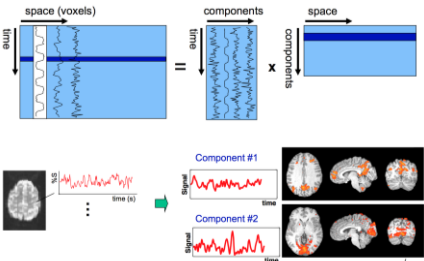 space (voxels)
components
space
time
time
components
=
x
Component #1
%S
Signal
time (s)
time
Component #2
Signal
time